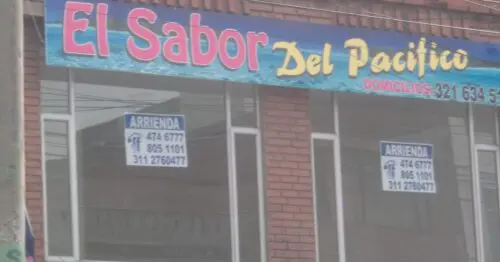 El Sabor Del Pacifico
DOMICILIOS: 321 634 5
ARRIENDA
474 6777
805 1101
311 2760477
ARRIENDA
474 6777
805 1101
311 2760477